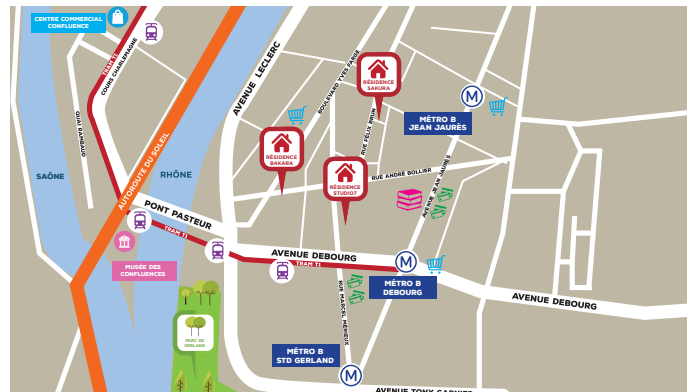 CENTRE COMMERCIAL
CONFLUENCE
TRAM T1
COURS CHARLEMAGNE
QUAI RAMBAUD
SAÔNE
AUTOROUTE DU SOLEIL
RHÔNE
AVENUE LECLERC
BOULEVARD YVES FARGE
RÉSIDENCE
SAKURA
RUE FÉLIX BRUN
M
MÉTRO B
JEAN JAURÈS
RÉSIDENCE
BAKARA
RÉSIDENCE
STUDIO7
RUE ANDRÉ BOLLIER
AVENUE JEAN JAURÈS
PONT PASTEUR
TRAM T1
MUSÉE DES
CONFLUENCES
AVENUE DEBOURG
TRAM T1
M
MÉTRO B
DEBOURG
AVENUE DEBOURG
RUE MARCEL MÉRIEUX
PARC DE
GERLAND
MÉTRO B
STD GERLAND
M
AVENUE TONY GARNIER